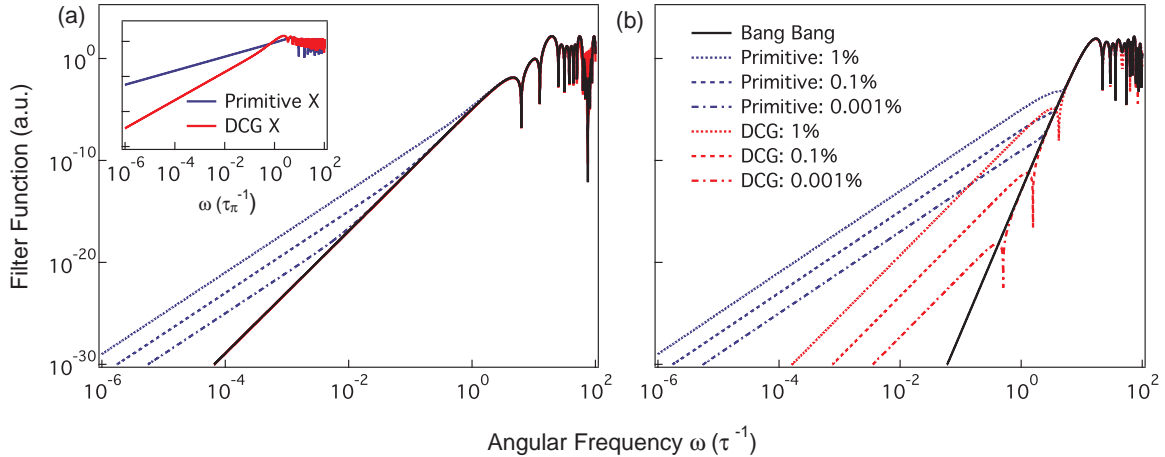 (a)
(b)
Filter Function (a.u.)
10^0
10^-10
10^-20
10^-30
10^-6
10^-4
10^-2
10^0
10^2
Primitive X
DCG X
10^-6
10^-4
10^-2
10^0
10^2
ω (τ_π^-1)
Bang Bang
Primitive: 1%
Primitive: 0.1%
Primitive: 0.001%
DCG: 1%
DCG: 0.1%
DCG: 0.001%
10^-6
10^-4
10^-2
10^0
10^2
Angular Frequency ω (τ^-1)